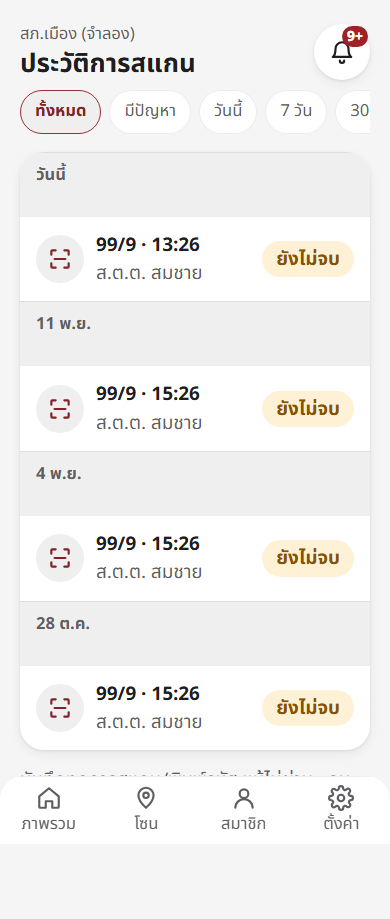 สภ.เมือง (จำลอง)
ประวัติการสแกน
9+
ทั้งหมด
มีปัญหา
วันนี้
7 วัน
30
วันนี้
99/9 · 13:26
ส.ต.ต. สมชาย
ยังไม่จบ
11 พ.ย.
99/9 · 15:26
ส.ต.ต. สมชาย
ยังไม่จบ
4 พ.ย.
99/9 · 15:26
ส.ต.ต. สมชาย
ยังไม่จบ
28 ต.ค.
99/9 · 15:26
ส.ต.ต. สมชาย
ยังไม่จบ
ภาพรวม
โซน
สมาชิก
ตั้งค่า